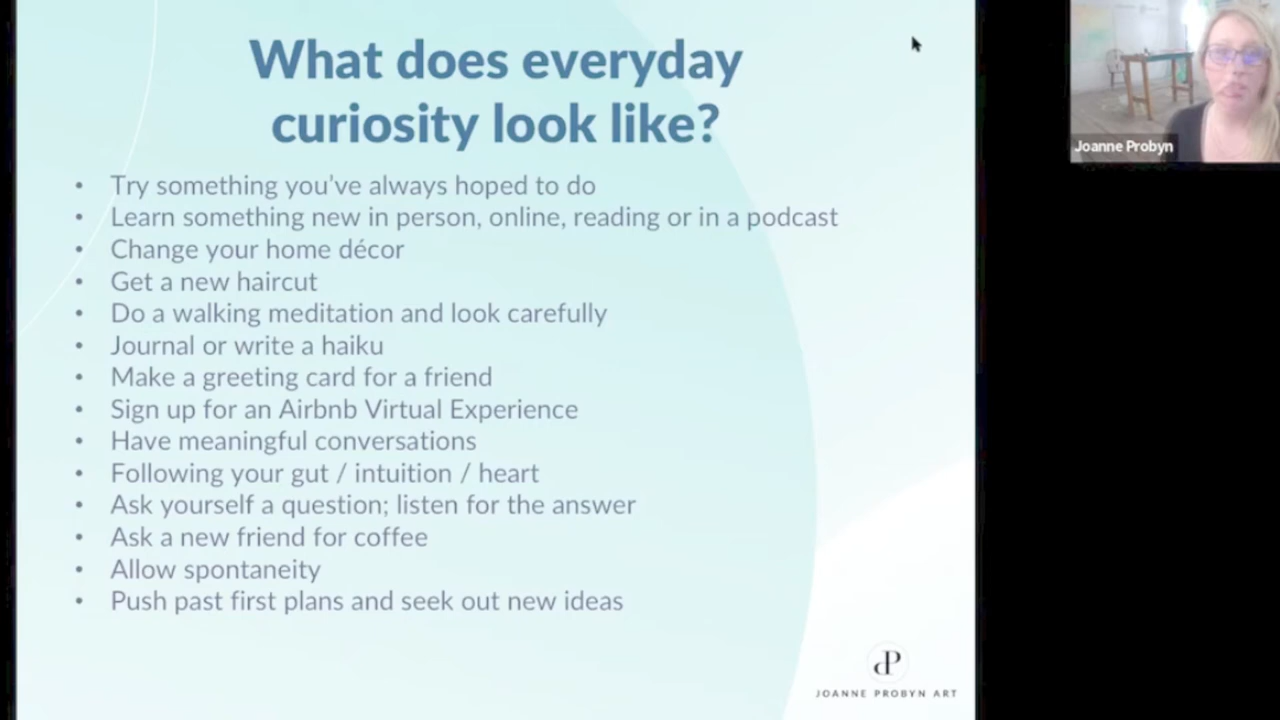 What does everyday
curiosity look like?
• Try something you've always hoped to do
• Learn something new in person, online, reading or in a podcast
• Change your home décor
• Get a new haircut
• Do a walking meditation and look carefully
• Journal or write a haiku
• Make a greeting card for a friend
• Sign up for an Airbnb Virtual Experience
• Have meaningful conversations
• Following your gut / intuition / heart
• Ask yourself a question; listen for the answer
• Ask a new friend for coffee
• Allow spontaneity
• Push past first plans and seek out new ideas
Joanne Probyn
JP
JOANNE PROBYN ART